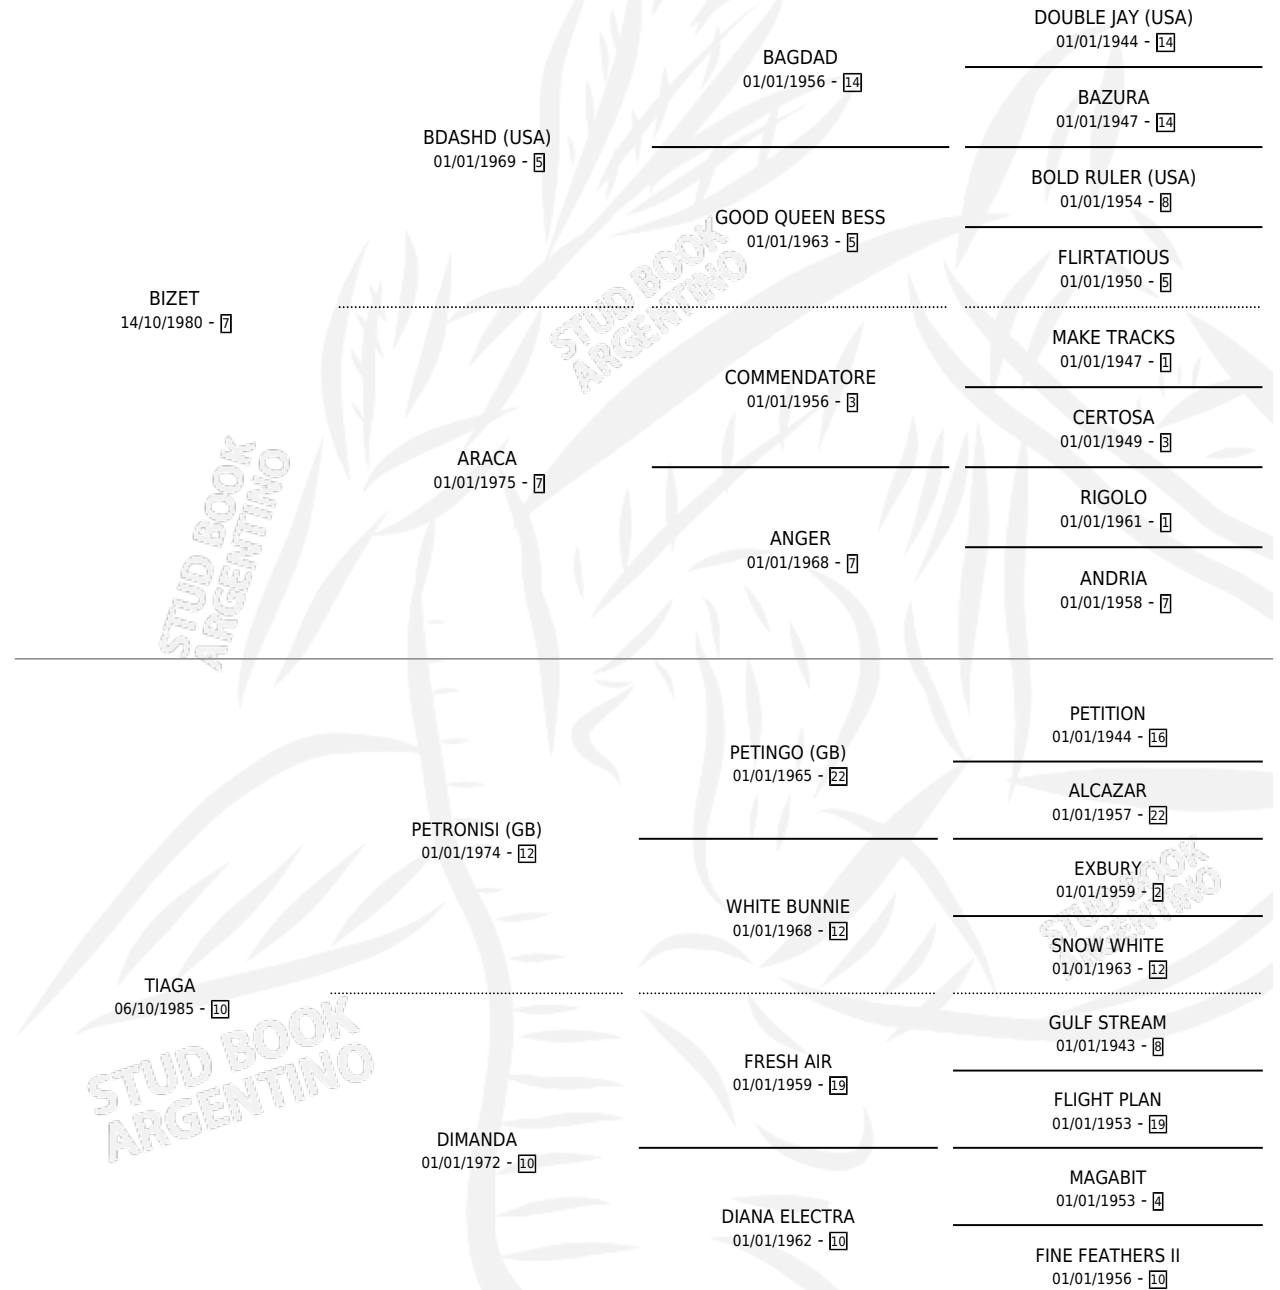 DOUBLE JAY (USA)
01/01/1944 - 14
BAGDAD
01/01/1956 - 14
BAZURA
01/01/1947 - 14
BDASHD (USA)
01/01/1969 - 5
BOLD RULER (USA)
01/01/1954 - 8
GOOD QUEEN BESS
01/01/1963 - 5
FLIRTATIOUS
01/01/1950 - 5
BIZET
14/10/1980 - 7
MAKE TRACKS
01/01/1947 - 1
COMMENDATORE
01/01/1956 - 3
CERTOSA
01/01/1949 - 3
ARACA
01/01/1975 - 7
RIGOLO
01/01/1961 - 1
ANGER
01/01/1968 - 7
ANDRIA
01/01/1958 - 7
STUD BOOK
ARGENTINO
STUD BOOK
ARGENTINO
PETITION
01/01/1944 - 16
PETINGO (GB)
01/01/1965 - 22
ALCAZAR
01/01/1957 - 22
PETRONISI (GB)
01/01/1974 - 12
EXBURY
01/01/1959 - 2
WHITE BUNNIE
01/01/1968 - 12
SNOW WHITE
01/01/1963 - 12
TIAGA
06/10/1985 - 10
GULF STREAM
01/01/1943 - 8
FRESH AIR
01/01/1959 - 19
FLIGHT PLAN
01/01/1953 - 19
DIMANDA
01/01/1972 - 10
MAGABIT
01/01/1953 - 4
DIANA ELECTRA
01/01/1962 - 10
FINE FEATHERS II
01/01/1956 - 10
STUD BOOK
ARGENTINO
STUD BOOK
ARGENTINO